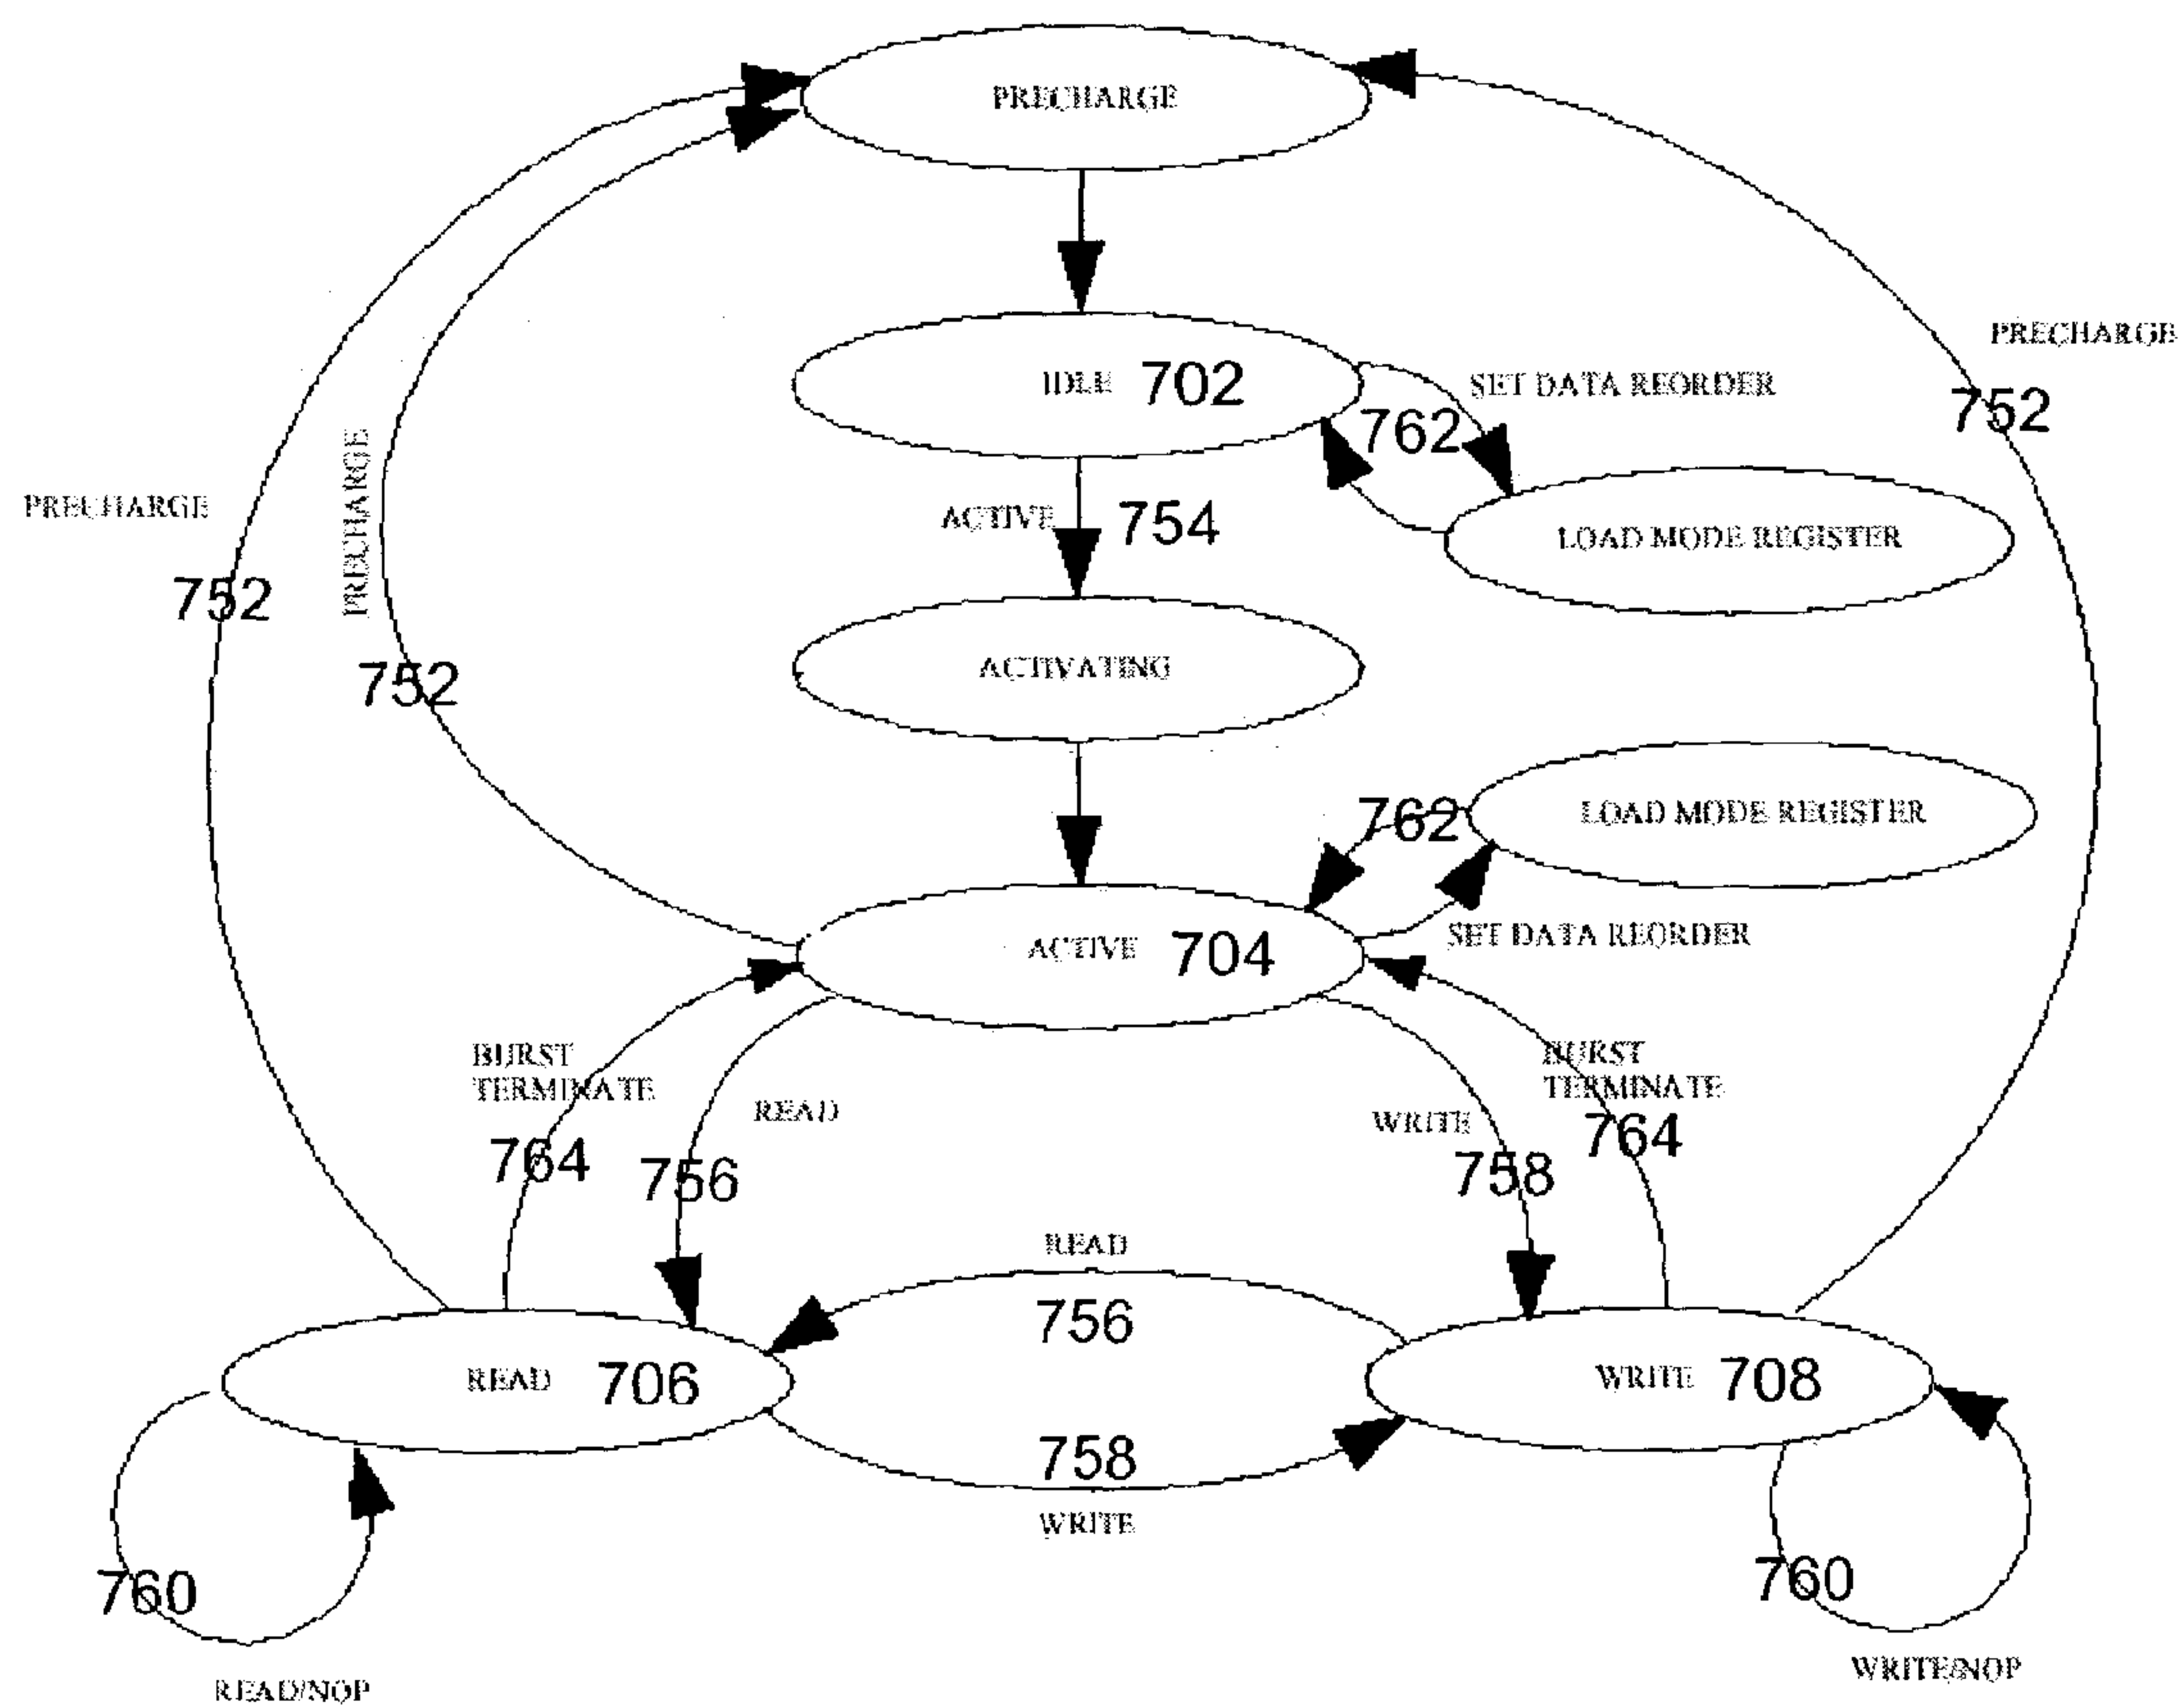 PRECHARGE
PRECHARGE
IDLE 702
SET DATA REORDER
762
752
PRECHARGE
PRECHARGE
ACTIVE 754
LOAD MODE REGISTER
752
752
ACTIVATING
762
LOAD MODE REGISTER
ACTIVE 704
SET DATA REORDER
BURST
TERMINATE
764
READ
756
WRITE
758
BURST
TERMINATE
764
READ
756
READ 706
WRITE 708
758
WRITE
760
READ/NOP
760
WRITE/NOP